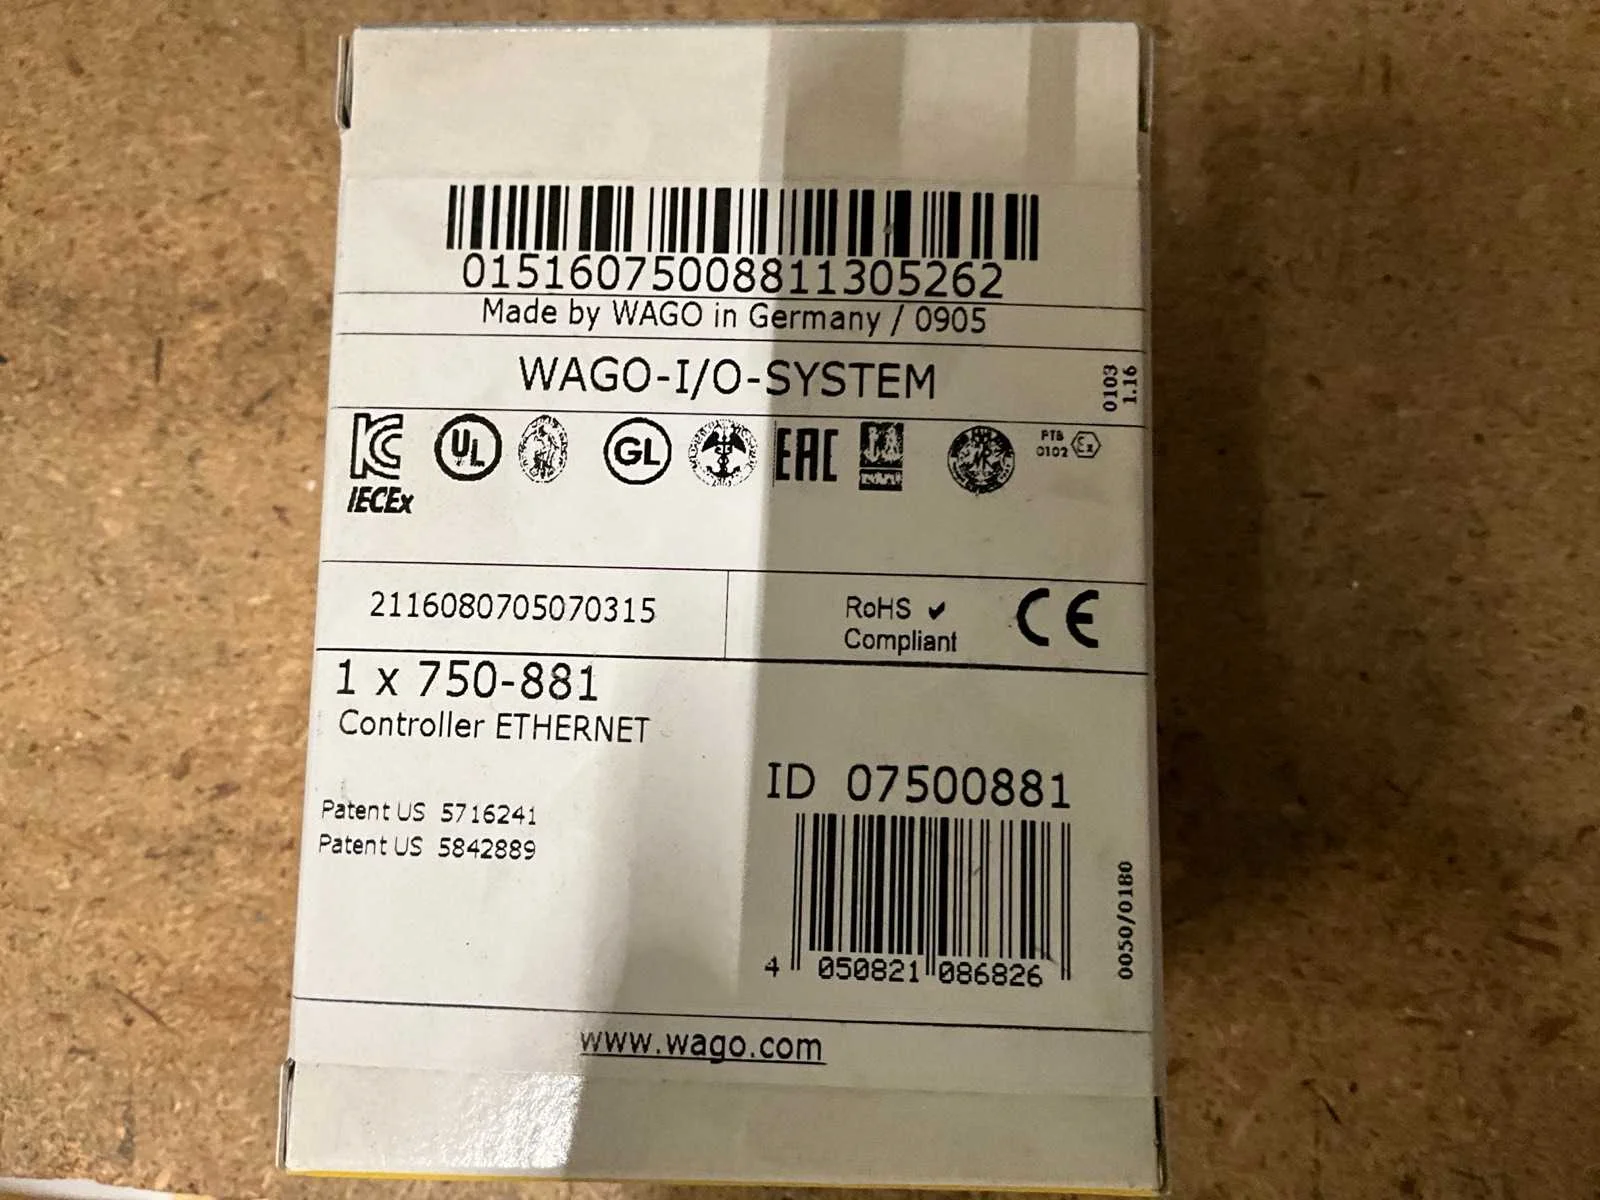 01516075008811305262
Made by WAGO in Germany / 0905
WAGO-I/O-SYSTEM
0103
1.16
IECEx
UL
GL
EAC
PTB
0102
Ex
2116080705070315
RoHS ✓
Compliant
CE
1 x 750-881
Controller ETHERNET
Patent US 5716241
Patent US 5842889
ID 07500881
4 050821 086826
0050/0180
www.wago.com